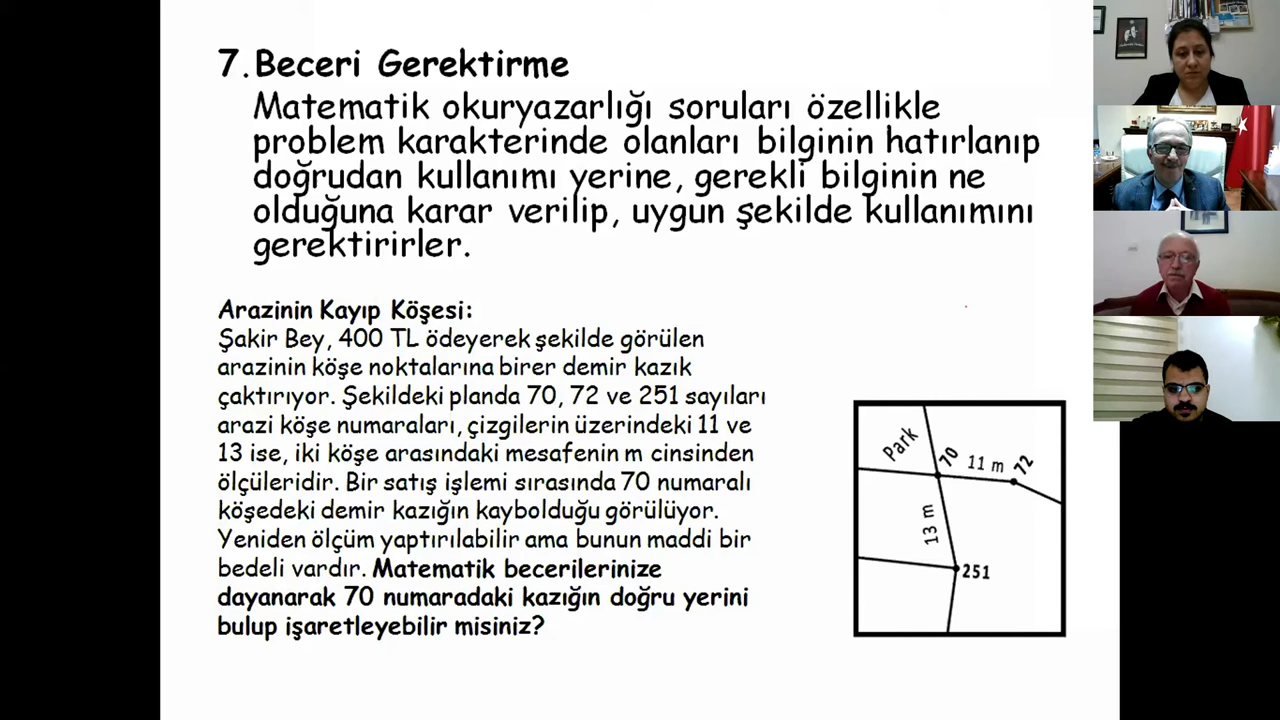 7. Beceri Gerektirme
Matematik okuryazarlığı soruları özellikle
problem karakterinde olanları bilginin hatırlanıp
doğrudan kullanımı yerine, gerekli bilginin ne
olduğuna karar verilip, uygun şekilde kullanımını
gerektirirler.
Arazinin Kayıp Köşesi:
Şakir Bey, 400 TL ödeyerek şekilde görülen
arazinin köşe noktalarına birer demir kazık
çaktırıyor. Şekildeki planda 70, 72 ve 251 sayıları
arazi köşe numaraları, çizgilerin üzerindeki 11 ve
13 ise, iki köşe arasındaki mesafenin m cinsinden
ölçüleridir. Bir satış işlemi sırasında 70 numaralı
köşedeki demir kazığın kaybolduğu görülüyor.
Yeniden ölçüm yaptırılabilir ama bunun maddi bir
bedeli vardır. Matematik becerilerinize
dayanarak 70 numaradaki kazığın doğru yerini
bulup işaretleyebilir misiniz?
Park
70
11 m
72
13 m
251